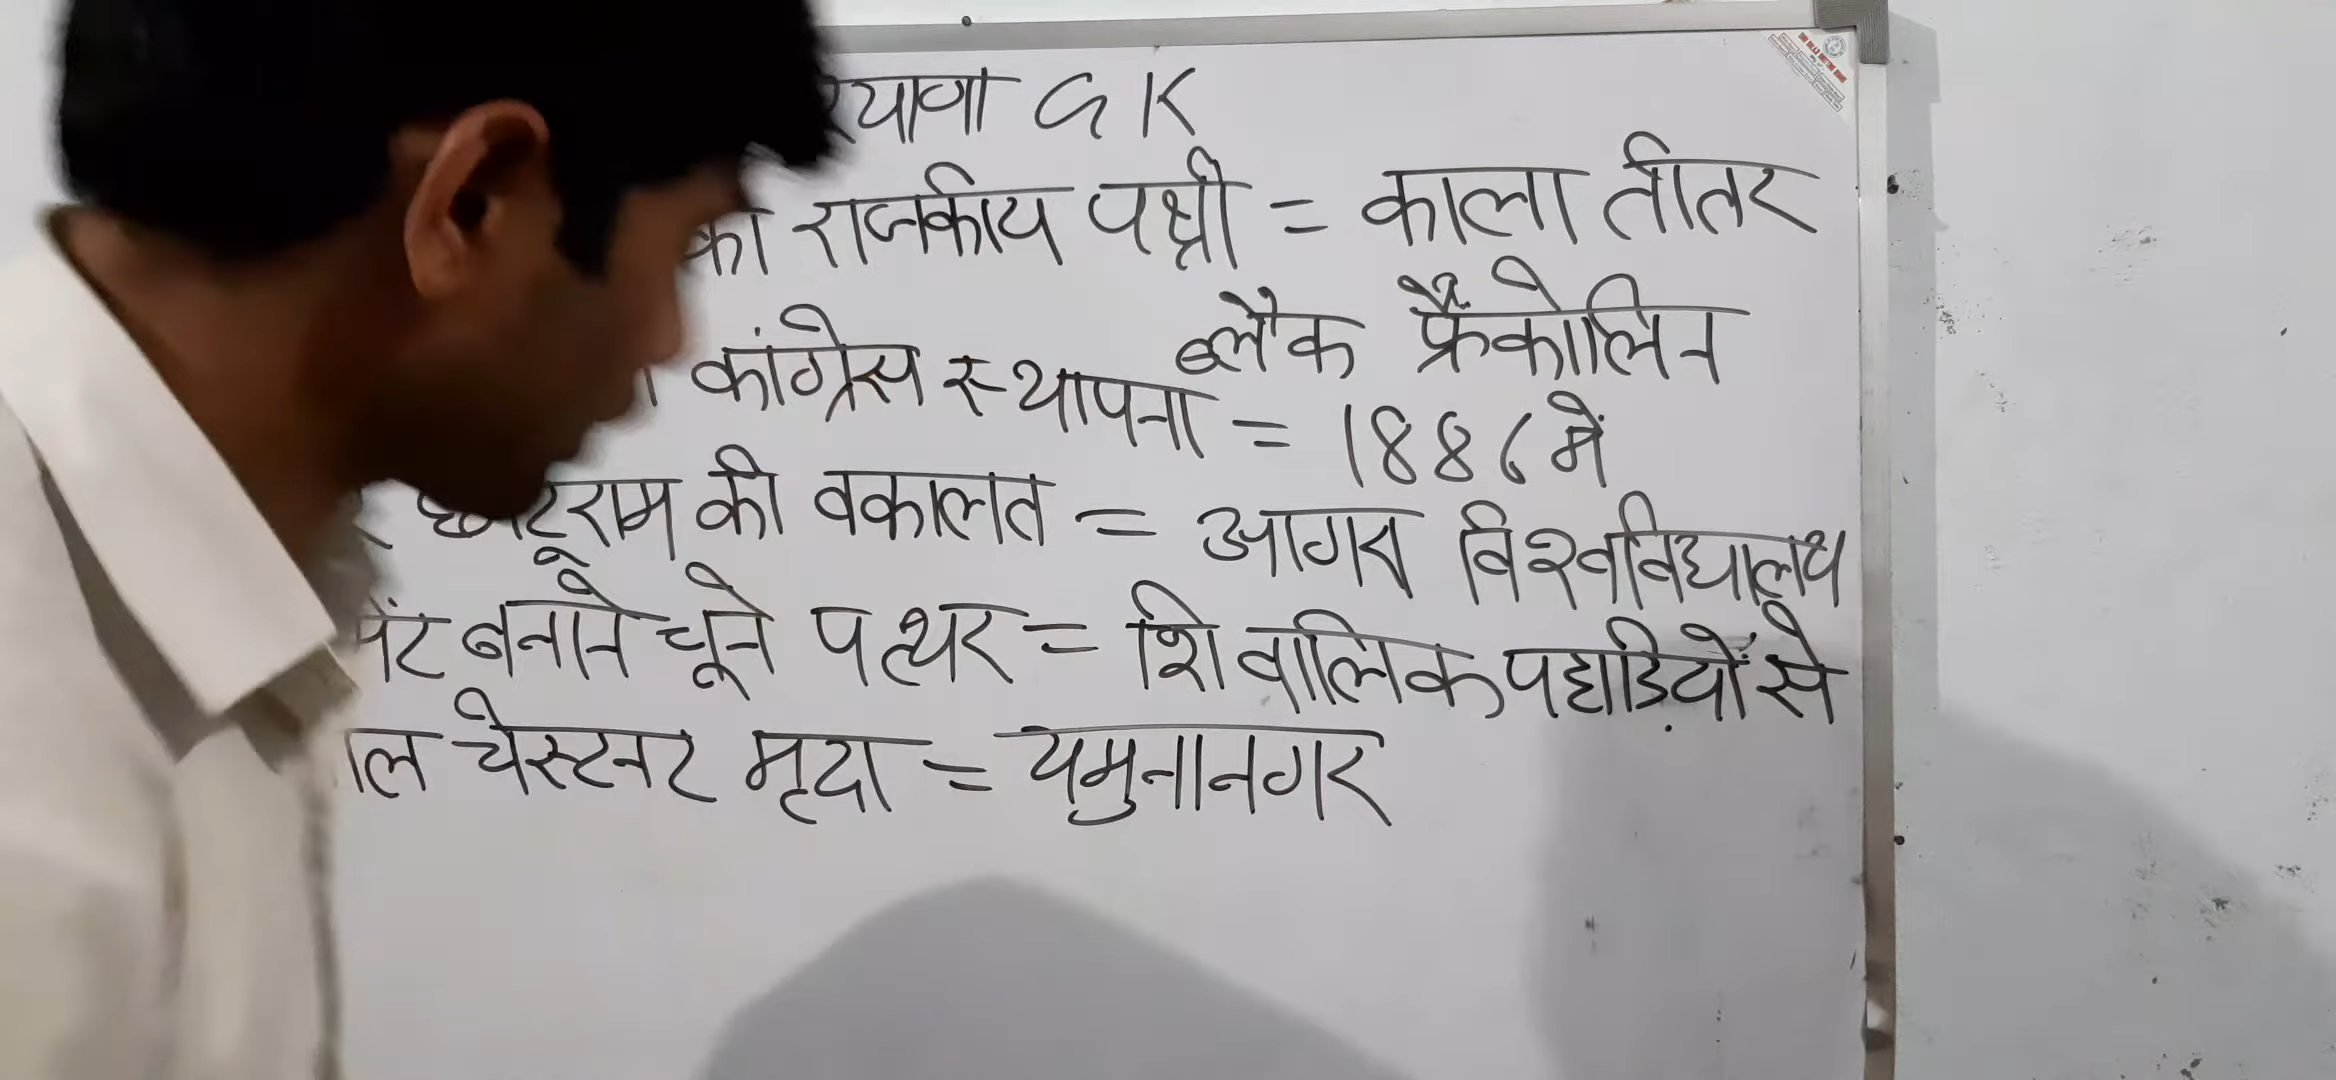 रयाणा G K
का राजकीय पक्षी = काला तीतर
ब्लैक फ्रैंकोलिन
कांग्रेस स्थापना = 1886 में
छोटूराम की वकालत = आगरा विश्वविद्यालय
मेंट बनाने चूने पत्थर = शिवालिक पहाड़ियों से
ाल चेस्टनर मृदा = यमुनानगर